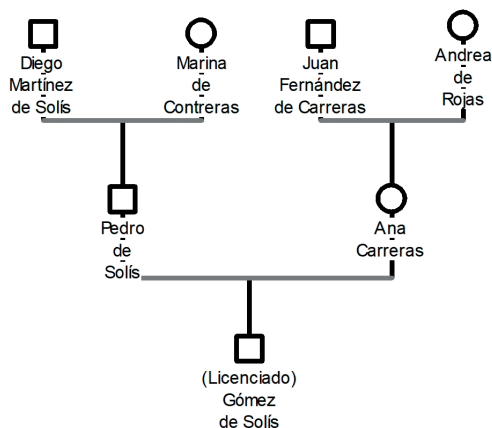 Diego
Martínez
de Solís
Marina
de
Contreras
Juan
Fernández
de Carreras
Andrea
de
Rojas
Pedro
de
Solís
Ana
Carreras
(Licenciado)
Gómez
de Solís